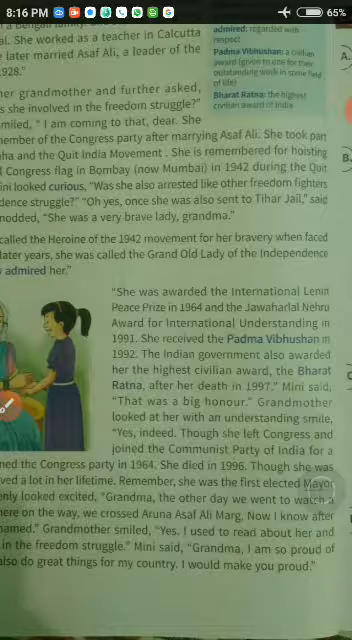 8:16 PM
65%
a Bengali
al. She worked as a teacher in Calcutta
e later married Asaf Ali, a leader of the
1928."
admired: regarded with
respect
Padma Vibhushan: a civilian
award (given to one for their
outstanding work in some field
of life)
Bharat Ratna: the highest
civilian award of India
A.
her grandmother and further asked,
s she involved in the freedom struggle?"
smiled, " I am coming to that, dear. She
member of the Congress party after marrying Asaf Ali. She took part
ha and the Quit India Movement . She is remembered for hoisting
l Congress flag in Bombay (now Mumbai) in 1942 during the Quit
ini looked curious, "Was she also arrested like other freedom fighters
dence struggle?" "Oh yes, once she was also sent to Tihar Jail," said
nodded, "She was a very brave lady, grandma."
B.
called the Heroine of the 1942 movement for her bravery when faced
later years, she was called the Grand Old Lady of the Independence
admired her."
"She was awarded the International Lenin
Peace Prize in 1964 and the Jawaharlal Nehru
Award for International Understanding in
1991. She received the Padma Vibhushan in
1992. The Indian government also awarded
her the highest civilian award, the Bharat
Ratna, after her death in 1997." Mini said,
"That was a big honour." Grandmother
looked at her with an understanding smile,
"Yes, indeed. Though she left Congress and
joined the Communist Party of India for a
ned the Congress party in 1964. She died in 1996. Though she was
ved a lot in her lifetime. Remember, she was the first elected Mayor
enly looked excited, "Grandma, the other day we went to watch a
here on the way, we crossed Aruna Asaf Ali Marg. Now I know after
named." Grandmother smiled, "Yes. I used to read about her and
in the freedom struggle." Mini said, "Grandma, I am so proud of
also do great things for my country. I would make you proud."